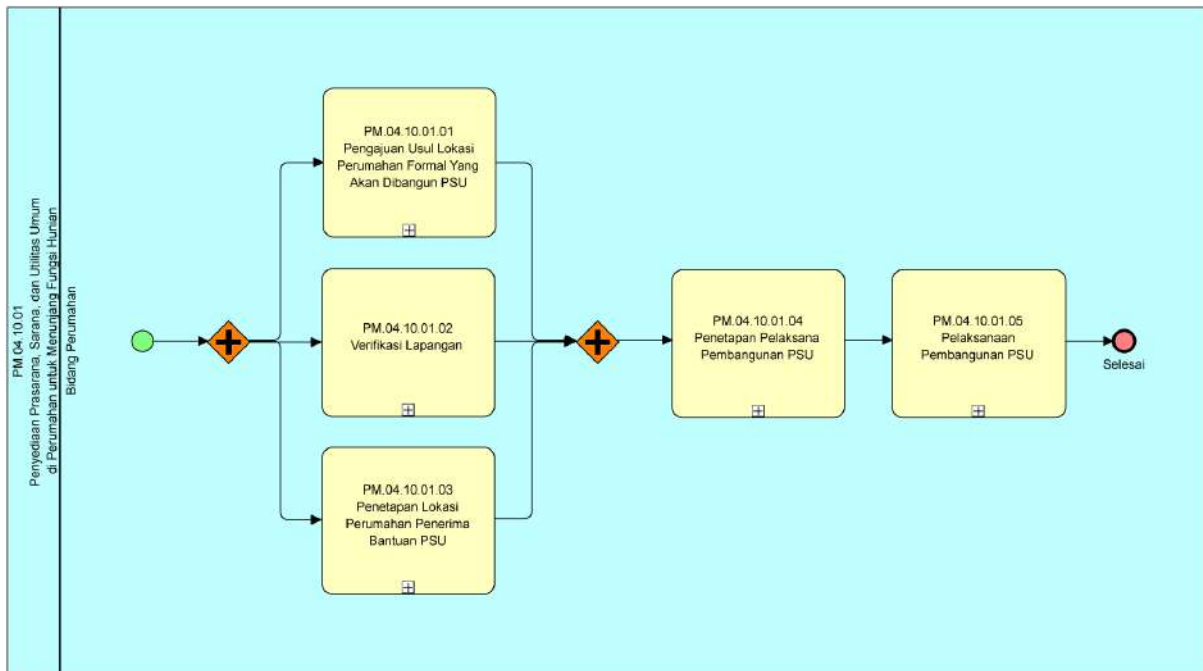 PM.04.10.01
Penyediaan Prasarana, Sarana, dan Utilitas Umum
di Perumahan untuk Menunjang Fungsi Hunian
Bidang Perumahan
PM.04.10.01.01
Pengajuan Usul Lokasi
Perumahan Formal Yang
Akan Dibangun PSU
PM.04.10.01.02
Verifikasi Lapangan
PM.04.10.01.03
Penetapan Lokasi
Perumahan Penerima
Bantuan PSU
PM.04.10.01.04
Penetapan Pelaksana
Pembangunan PSU
PM.04.10.01.05
Pelaksanaan
Pembangunan PSU
Selesai